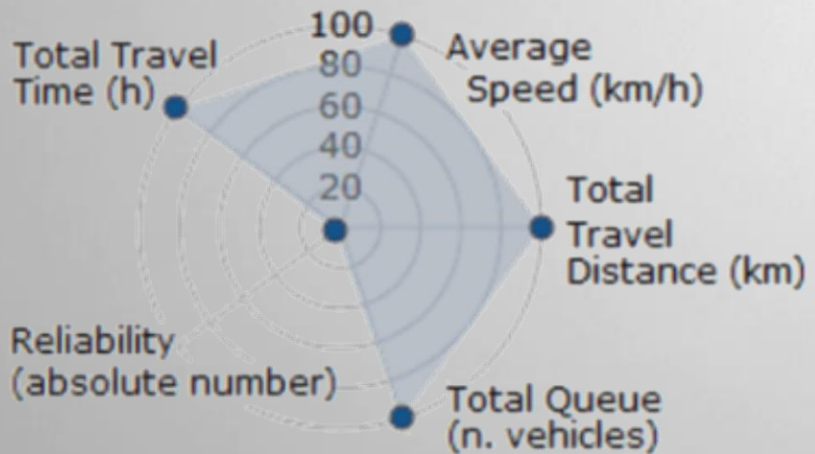 100
80
60
40
20
Total Travel
Time (h)
Average
Speed (km/h)
Total
Travel
Distance (km)
Reliability
(absolute number)
Total Queue
(n. vehicles)